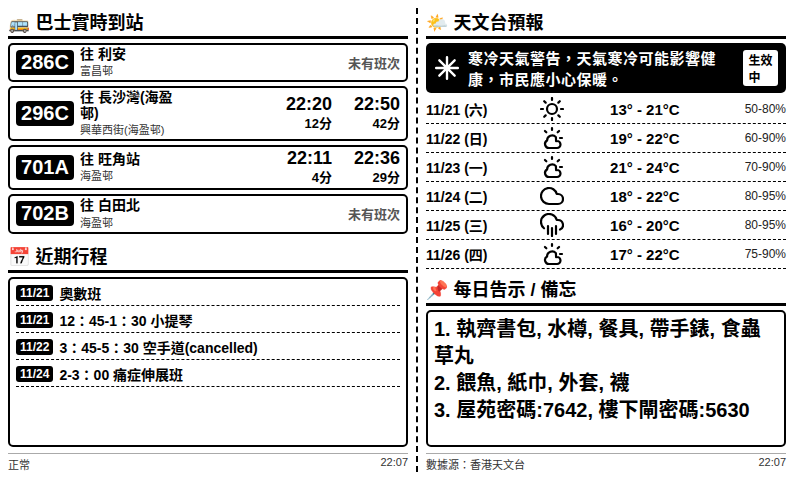 巴士實時到站
286C 往 利安 未有班次
富昌邨
296C 往 長沙灣(海盈邨) 22:20 22:50
興華西街(海盈邨) 12分 42分
701A 往 旺角站 22:11 22:36
海盈邨 4分 29分
702B 往 白田北 未有班次
海盈邨
近期行程
11/21 奧數班
11/21 12：45-1：30 小提琴
11/22 3：45-5：30 空手道(cancelled)
11/24 2-3：00 痛症伸展班
正常 22:07
天文台預報
寒冷天氣警告，天氣寒冷可能影響健
康，市民應小心保暖。
生效
中
11/21 (六) 13° - 21°C 50-80%
11/22 (日) 19° - 22°C 60-90%
11/23 (一) 21° - 24°C 70-90%
11/24 (二) 18° - 22°C 80-95%
11/25 (三) 16° - 20°C 80-95%
11/26 (四) 17° - 22°C 75-90%
每日告示 / 備忘
1. 執齊書包, 水樽, 餐具, 帶手錶, 食蟲
草丸
2. 餵魚, 紙巾, 外套, 襪
3. 屋苑密碼:7642, 樓下閘密碼:5630
數據源：香港天文台 22:07